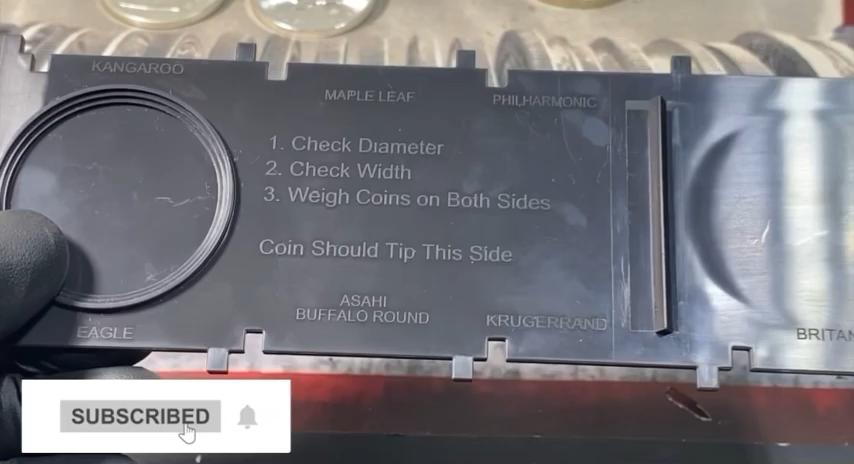 KANGAROO
MAPLE LEAF
PHILHARMONIC
1. Check Diameter
2. Check Width
3. Weigh Coins on Both Sides
Coin Should Tip This Side
ASAHI
BUFFALO ROUND
KRUGERRAND
EAGLE
BRITAN
SUBSCRIBED